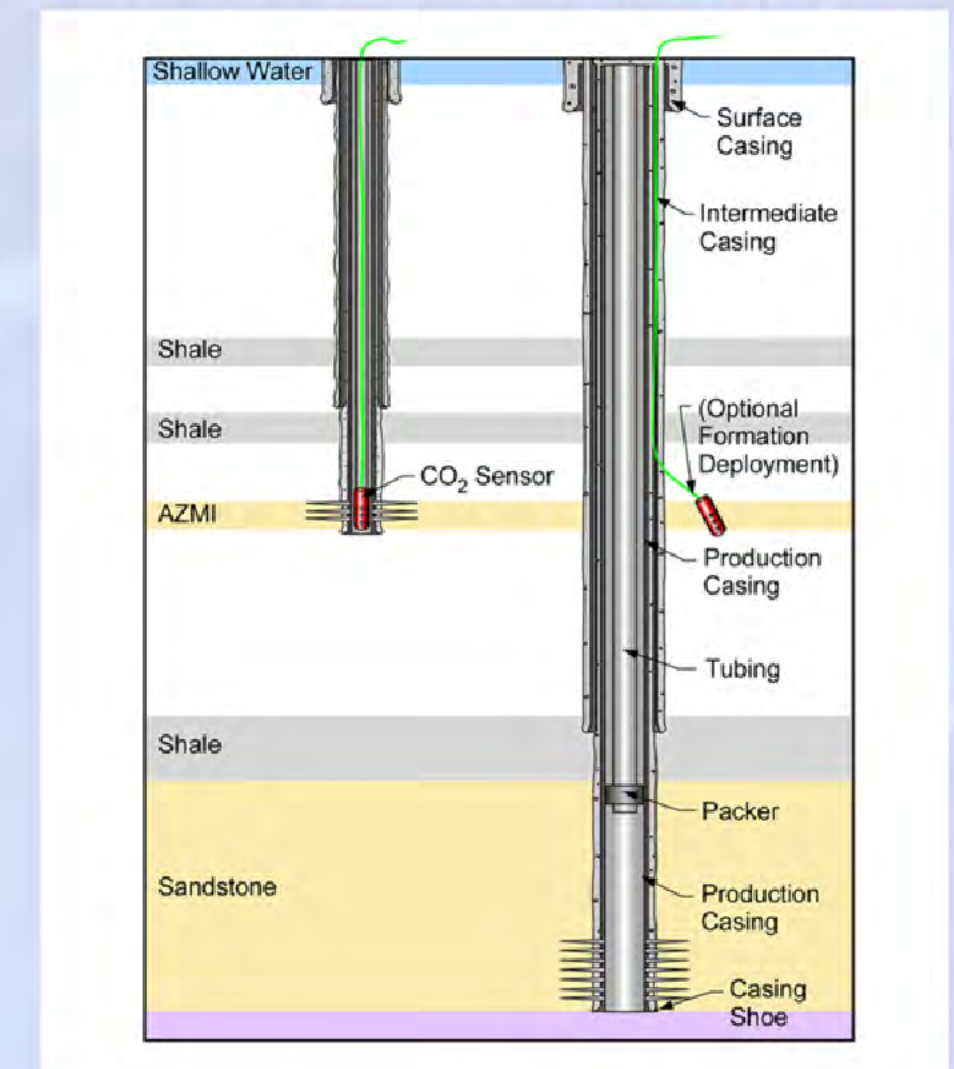 Shallow Water
Surface
Casing
Intermediate
Casing
Shale
(Optional
Formation
Deployment)
Shale
CO₂ Sensor
AZMI
Production
Casing
Tubing
Shale
Packer
Sandstone
Production
Casing
Casing
Shoe